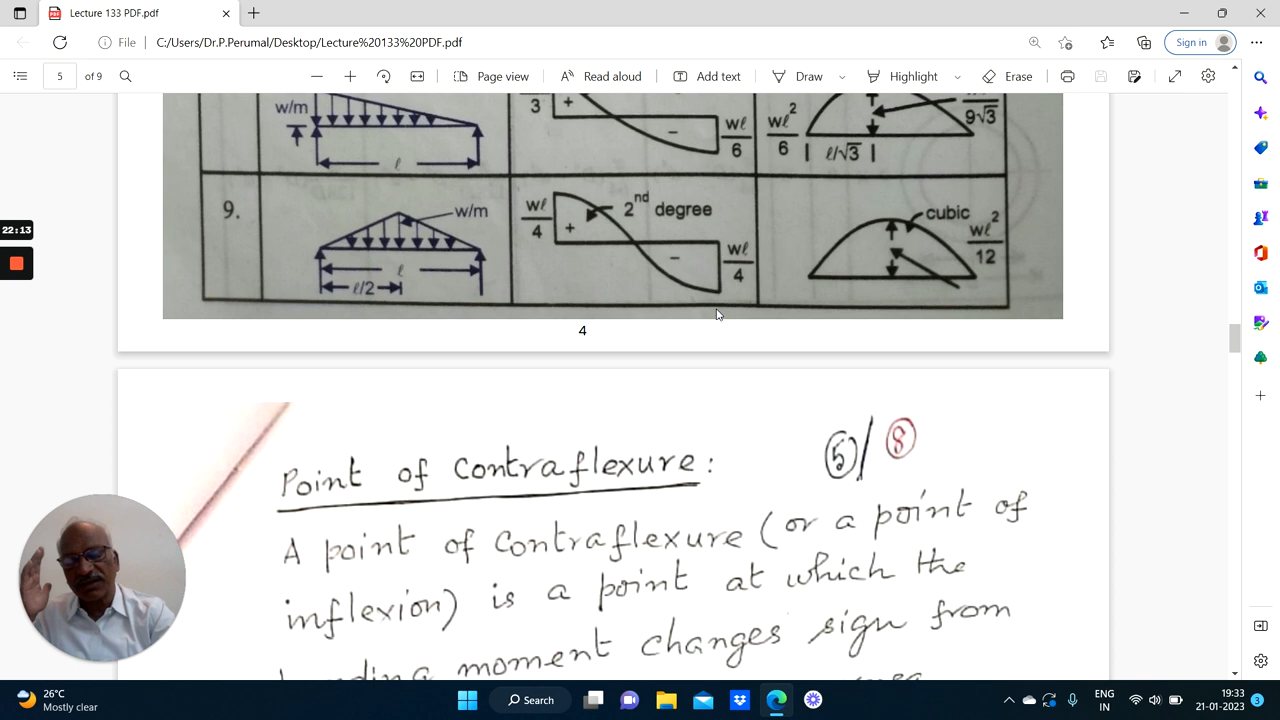 Lecture 133 PDF.pdf
File
C:/Users/Dr.P.Perumal/Desktop/Lecture%20133%20PDF.pdf
Sign in
5 of 9
Page view
Read aloud
Add text
Draw
Highlight
Erase
w/m
ℓ
3
+
−
wℓ
6
wℓ²
6
ℓ/√3
9√3
9.
w/m
ℓ
ℓ/2
wℓ
4
+
2nd degree
−
wℓ
4
cubic
wℓ²
12
4
22:13
Point of Contraflexure:
5/8
A point of contraflexure (or a point of
inflexion) is a point at which the
moment changes sign from
26°C
Mostly clear
Search
ENG
IN
19:33
21-01-2023
3